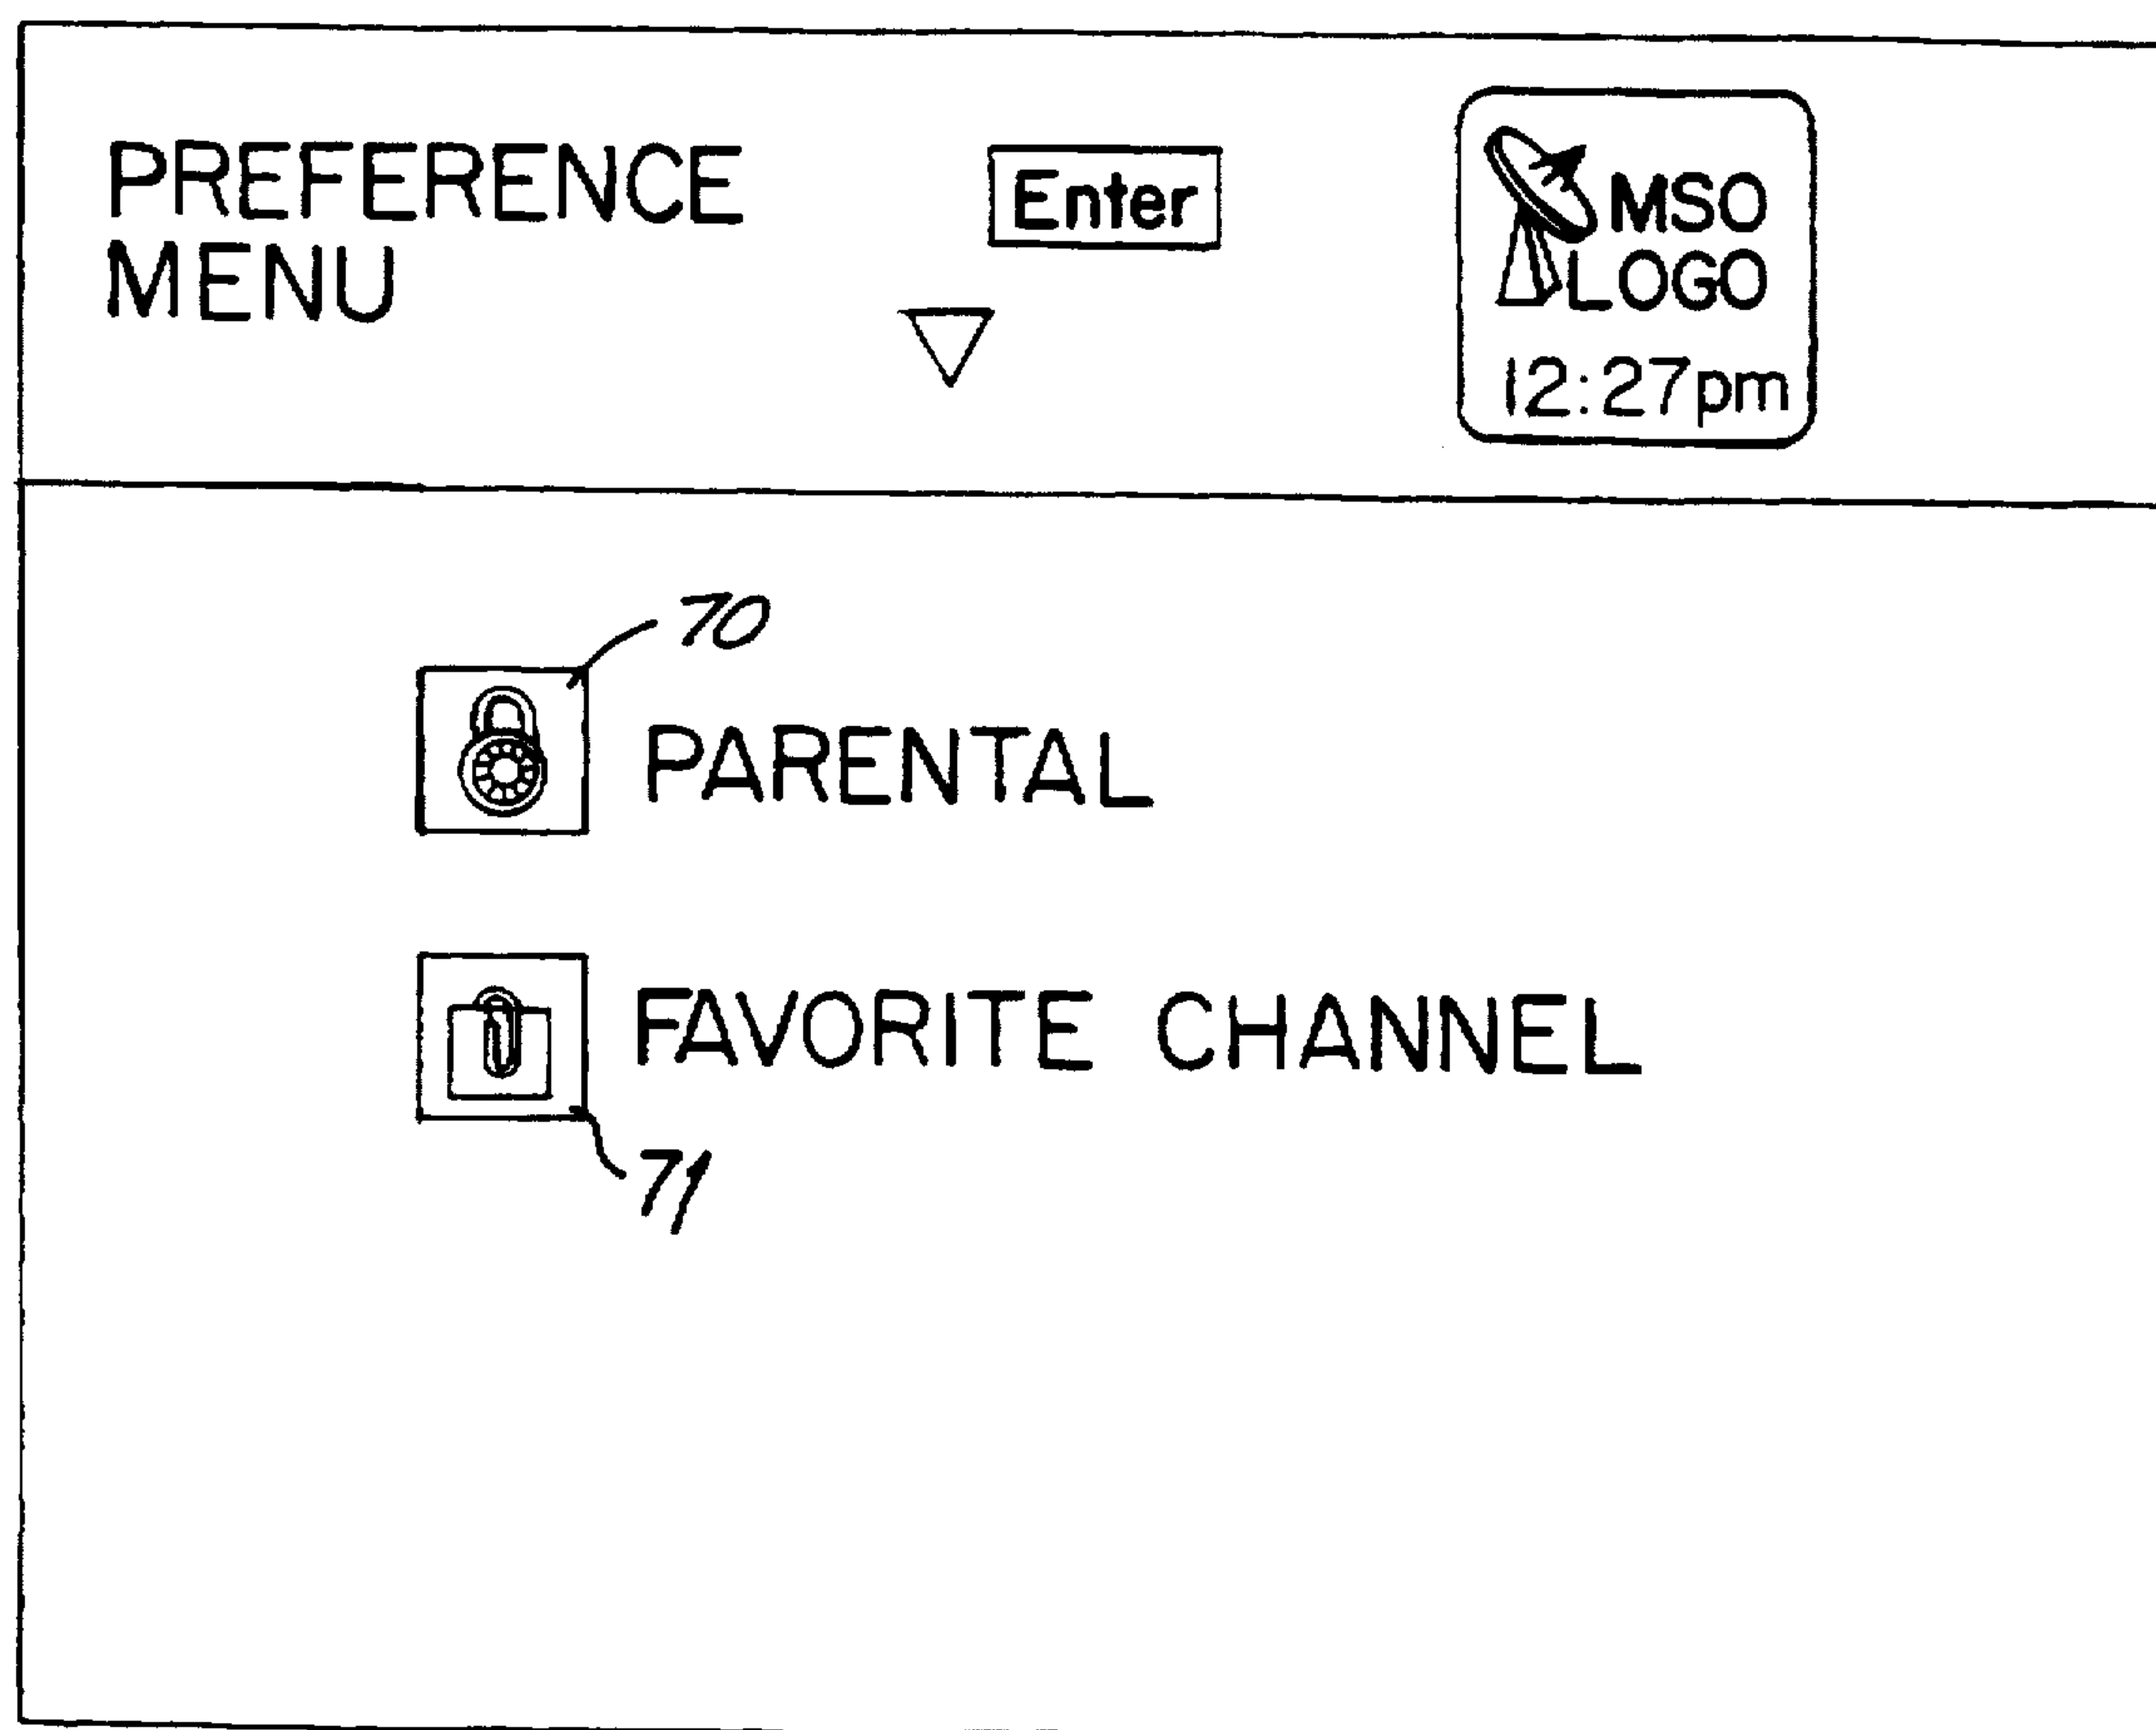 PREFERENCE
MENU
Enter
MSO
LOGO
12:27pm
70
PARENTAL
FAVORITE CHANNEL
71